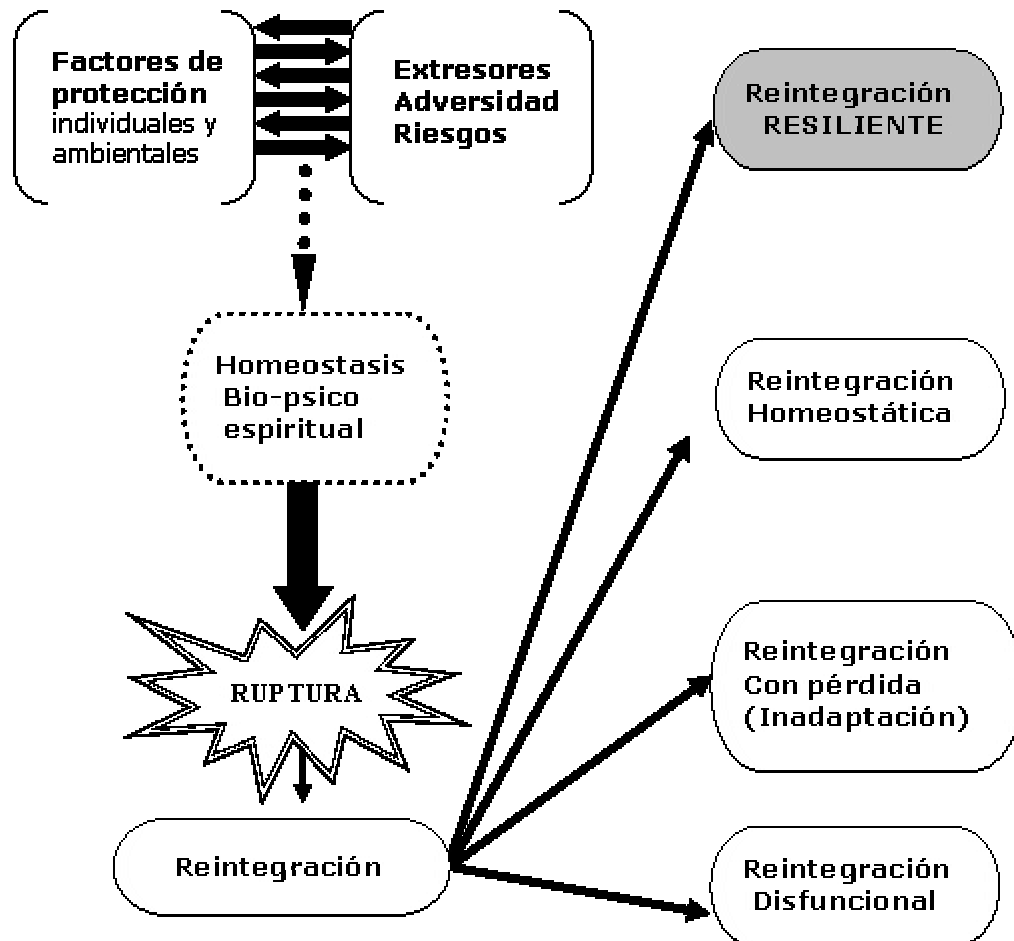 Factores de
protección
individuales y
ambientales
Extresores
Adversidad
Riesgos
Homeostasis
Bio-psico
espiritual
RUPTURA
Reintegración
Reintegración
RESILIENTE
Reintegración
Homeostática
Reintegración
Con pérdida
(Inadaptación)
Reintegración
Disfuncional